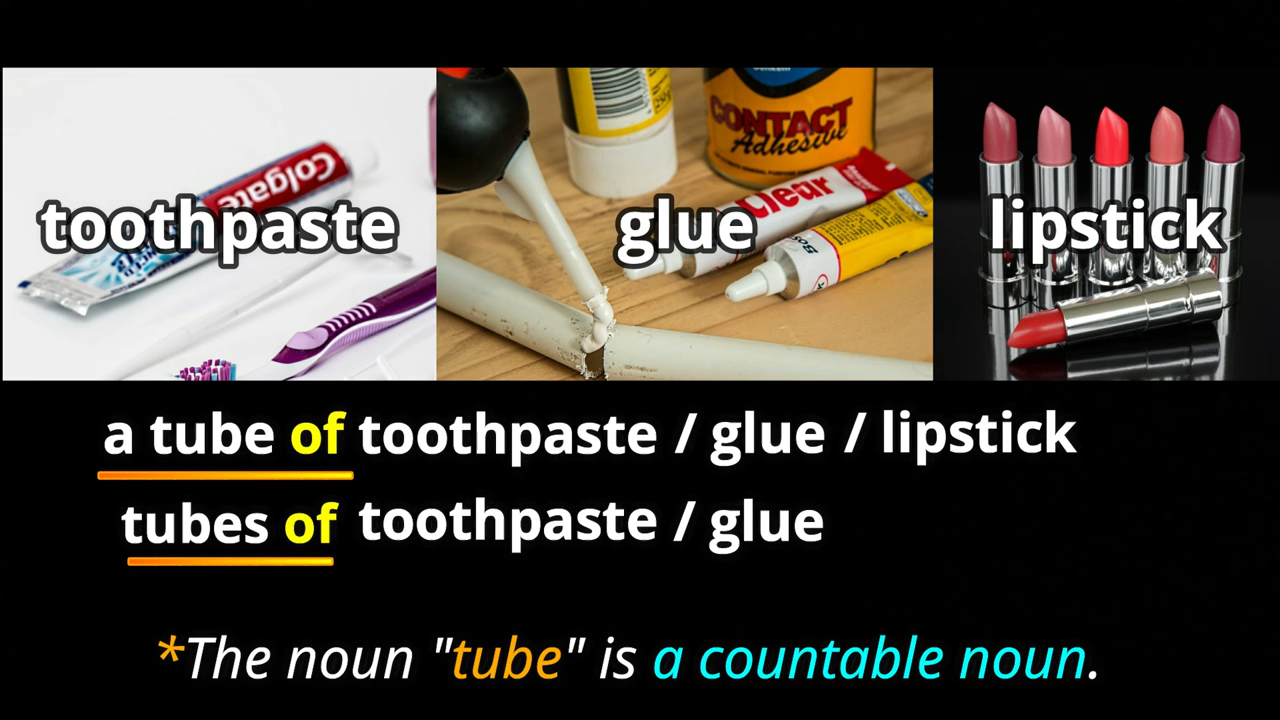 Colgate
CONTACT
Adhesive
Clear
toothpaste
glue
lipstick
a tube of toothpaste / glue / lipstick
tubes of toothpaste / glue
*The noun "tube" is a countable noun.